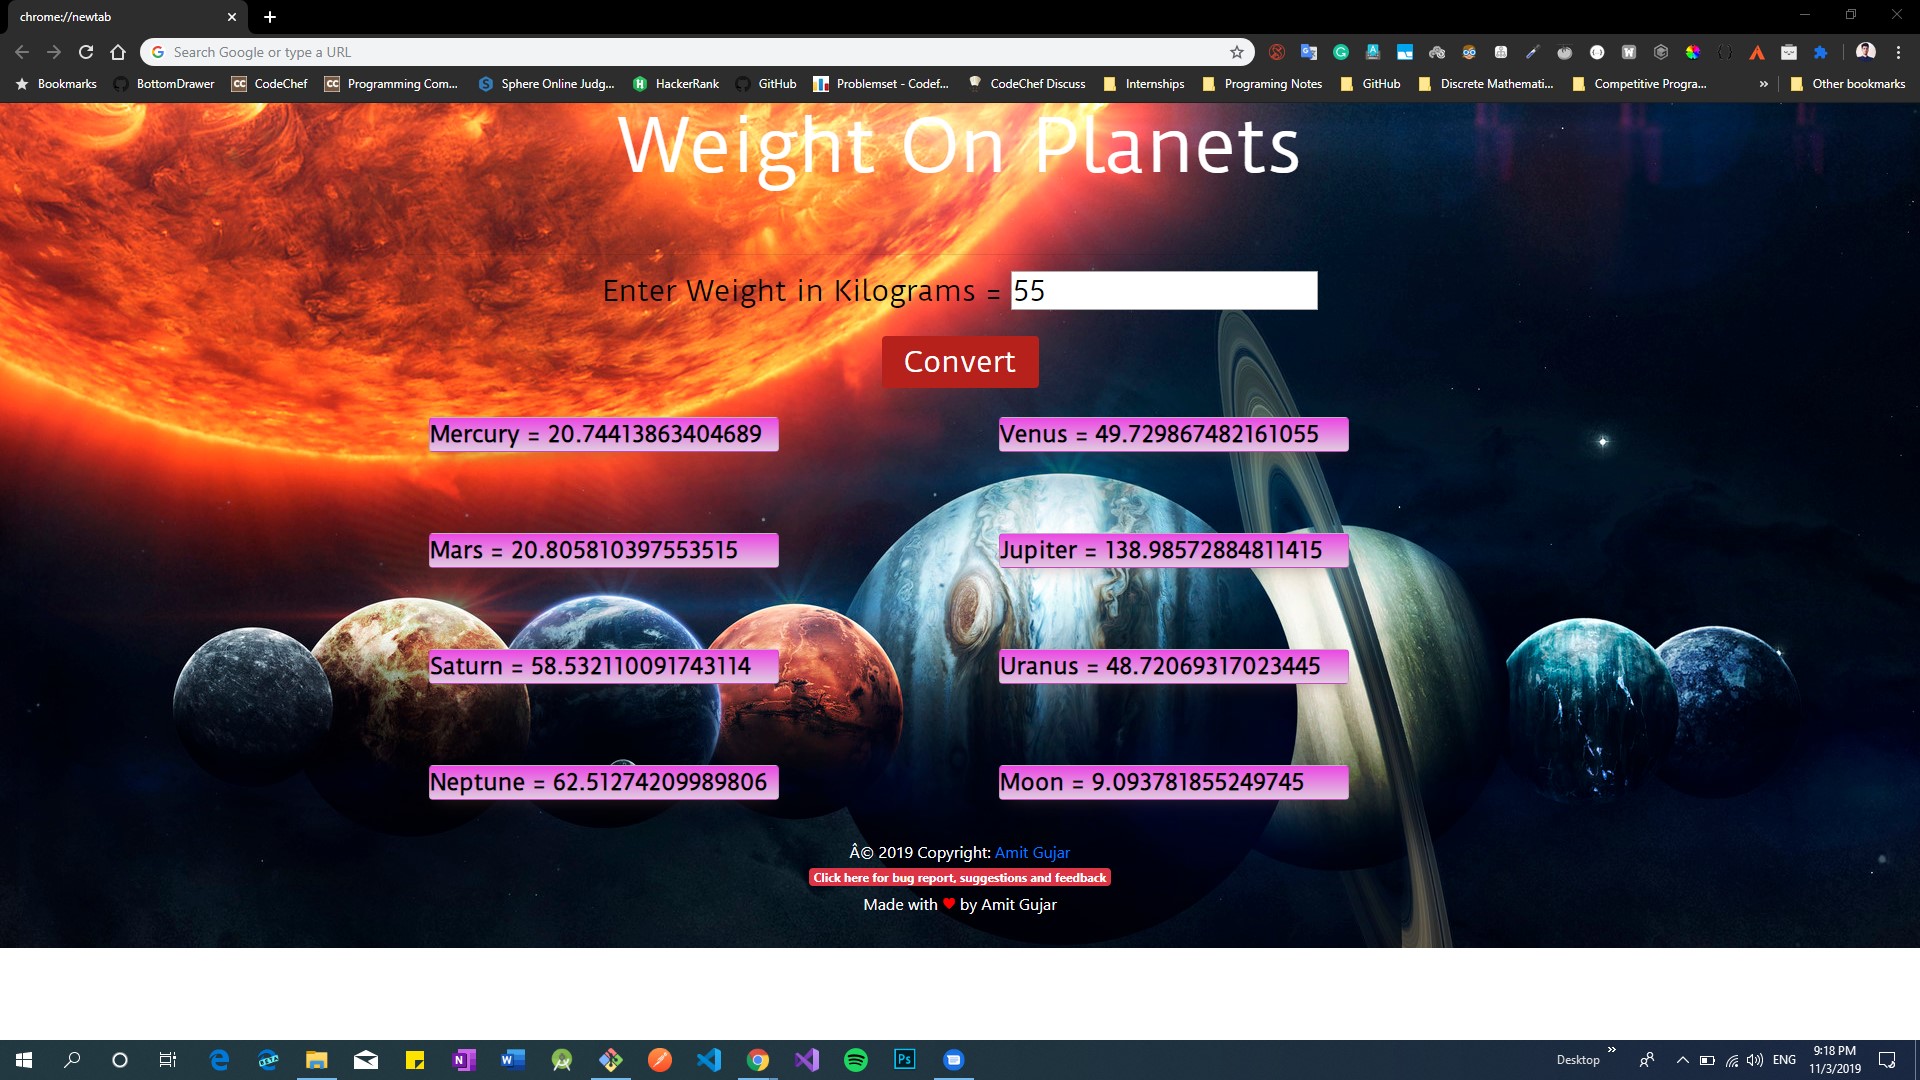 chrome://newtab
Search Google or type a URL
Bookmarks BottomDrawer CC CodeChef CC Programming Com... Sphere Online Judg... HackerRank GitHub Problemset - Codef... CodeChef Discuss Internships Programing Notes GitHub Discrete Mathemati... Competitive Progra... » Other bookmarks
Weight On Planets
Enter Weight in Kilograms = 55
Convert
Mercury = 20.74413863404689 Venus = 49.729867482161055
Mars = 20.805810397553515 Jupiter = 138.98572884811415
Saturn = 58.532110091743114 Uranus = 48.72069317023445
Neptune = 62.51274209989806 Moon = 9.093781855249745
Â© 2019 Copyright: Amit Gujar
Click here for bug report, suggestions and feedback
Made with ❤ by Amit Gujar
Desktop » ENG 9:18 PM
11/3/2019